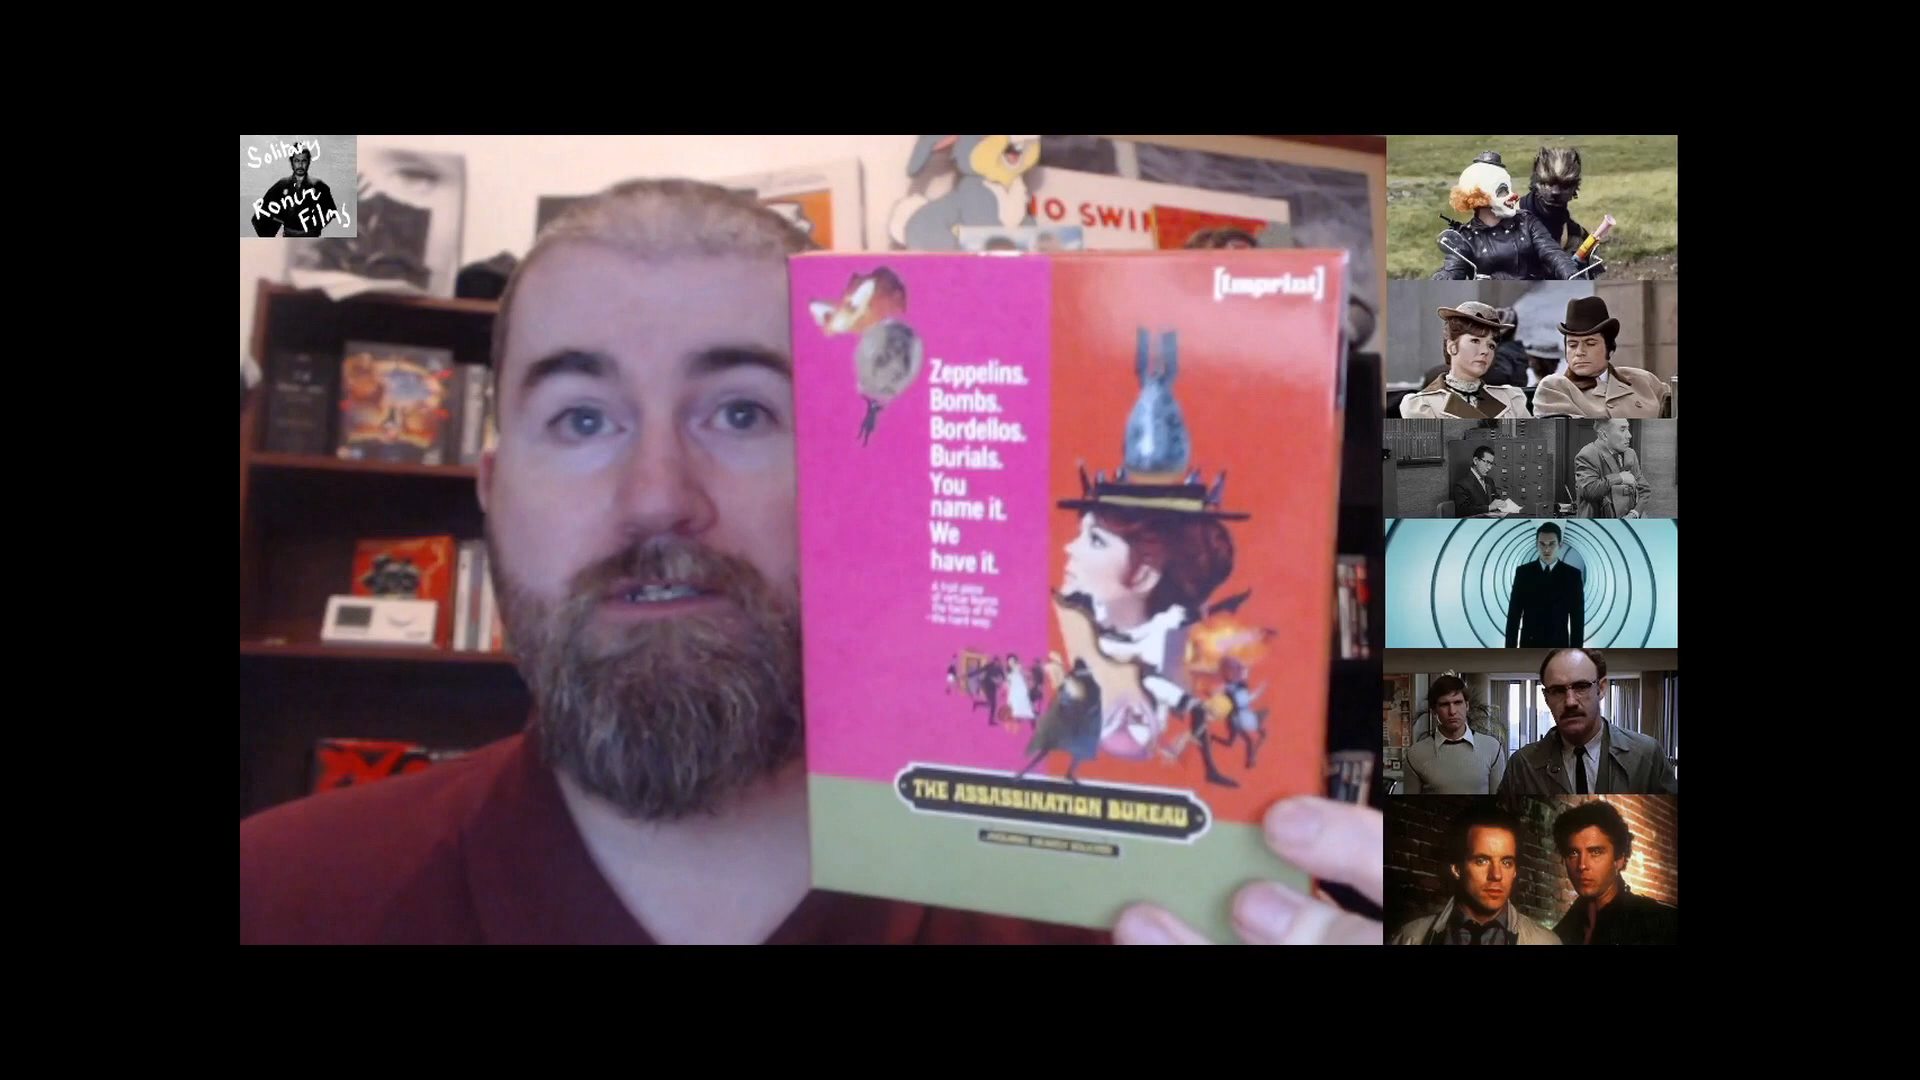 Solitary
Ronin
Films
NO SWI
[Imprint]
Zeppelins.
Bombs.
Bordellos.
Burials.
You
name it.
We
have it.
THE ASSASSINATION BUREAU